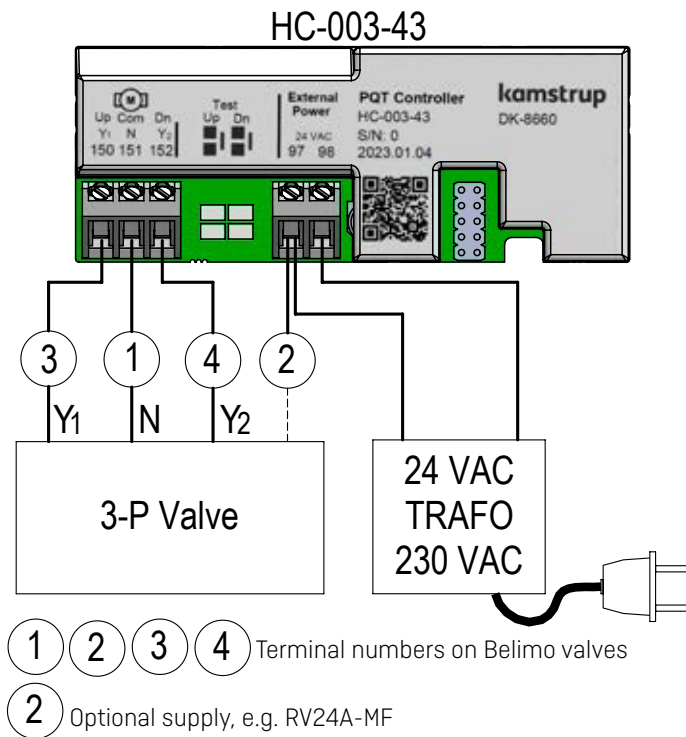 HC-003-43
M
Up Com Dn
Y1 N Y2
150 151 152
Test
Up Dn
External
Power
24 VAC
97 98
PQT Controller
HC-003-43
S/N: 0
2023.01.04
kamstrup
DK-8660
3 1 4 2
Y1 N Y2
3-P Valve
24 VAC
TRAFO
230 VAC
1 2 3 4 Terminal numbers on Belimo valves
2 Optional supply, e.g. RV24A-MF